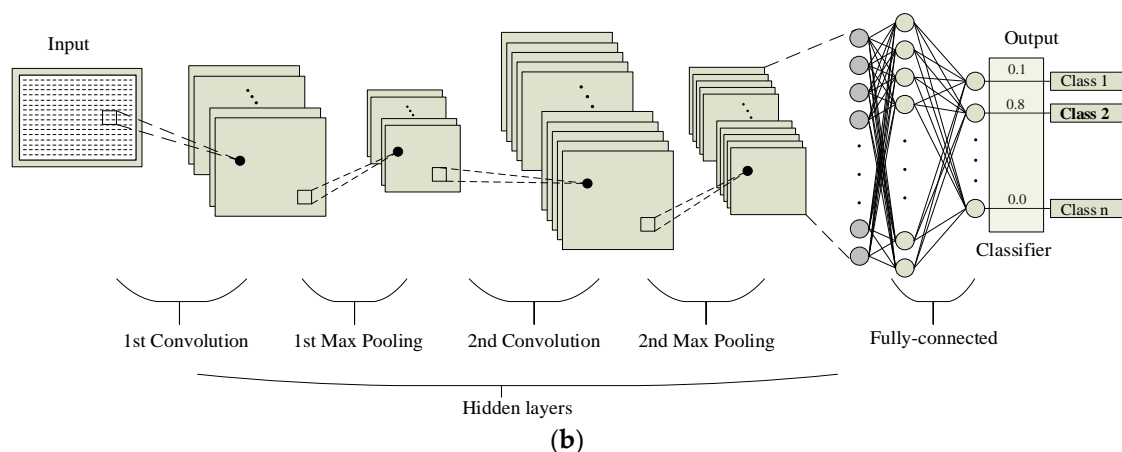 Input
Output
0.1
Class 1
0.8
Class 2
0.0
Class n
Classifier
1st Convolution
1st Max Pooling
2nd Convolution
2nd Max Pooling
Fully-connected
Hidden layers
(b)